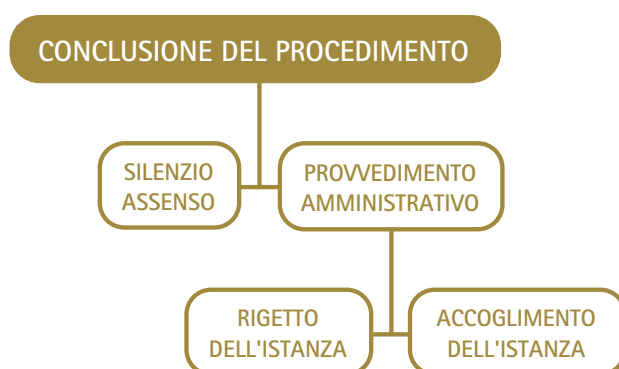 CONCLUSIONE DEL PROCEDIMENTO
SILENZIO
ASSENSO
PROVVEDIMENTO
AMMINISTRATIVO
RIGETTO
DELL'ISTANZA
ACCOGLIMENTO
DELL'ISTANZA